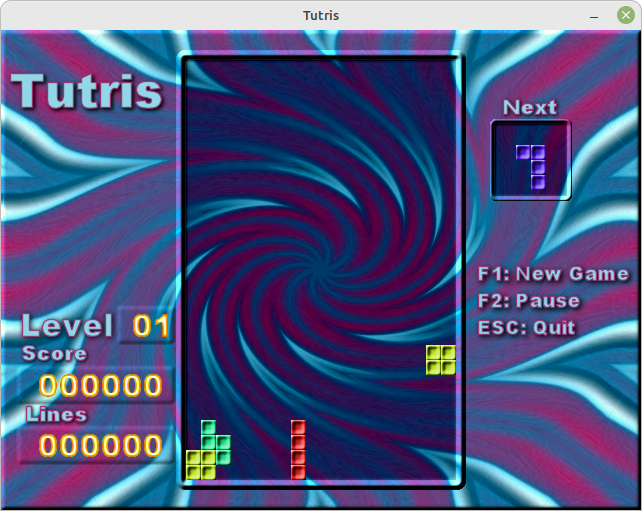 Tutris
Tutris
Next
F1: New Game
F2: Pause
ESC: Quit
Level 01
Score
000000
Lines
000000